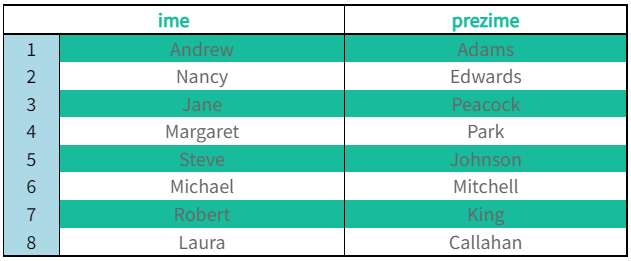 ime prezime
1 Andrew Adams
2 Nancy Edwards
3 Jane Peacock
4 Margaret Park
5 Steve Johnson
6 Michael Mitchell
7 Robert King
8 Laura Callahan